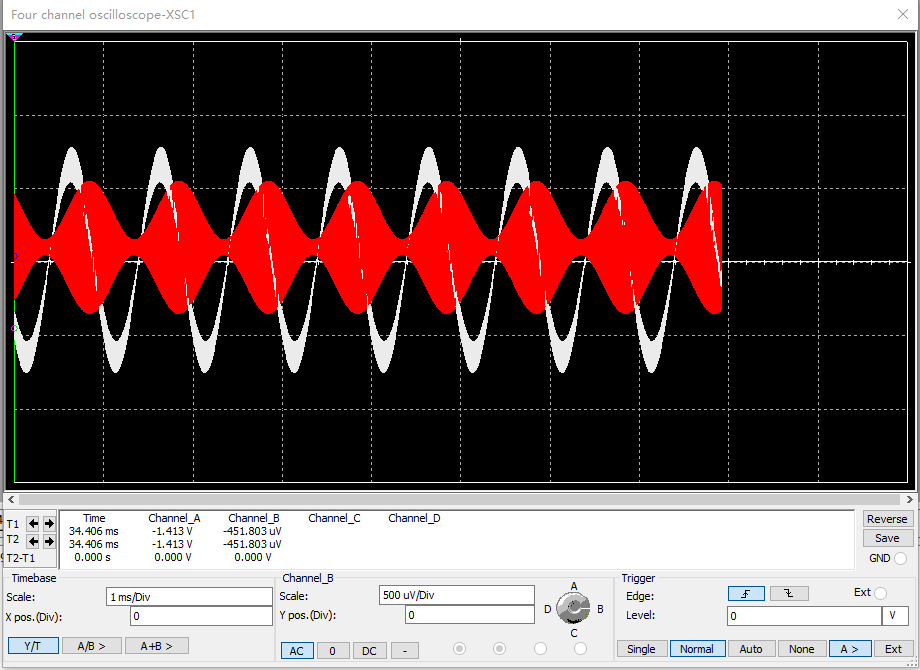 Four channel oscilloscope-XSC1
Time Channel_A Channel_B Channel_C Channel_D
T1 34.406 ms -1.413 V -451.803 uV
T2 34.406 ms -1.413 V -451.803 uV
T2-T1 0.000 s 0.000 V 0.000 V
Reverse
Save
GND
Timebase
Scale: 1 ms/Div
X pos.(Div): 0
Y/T A/B > A+B >
Channel_B
Scale: 500 uV/Div
Y pos.(Div): 0
AC 0 DC -
A
D B
C
Trigger
Edge: Ext
Level: 0 V
Single Normal Auto None A > Ext